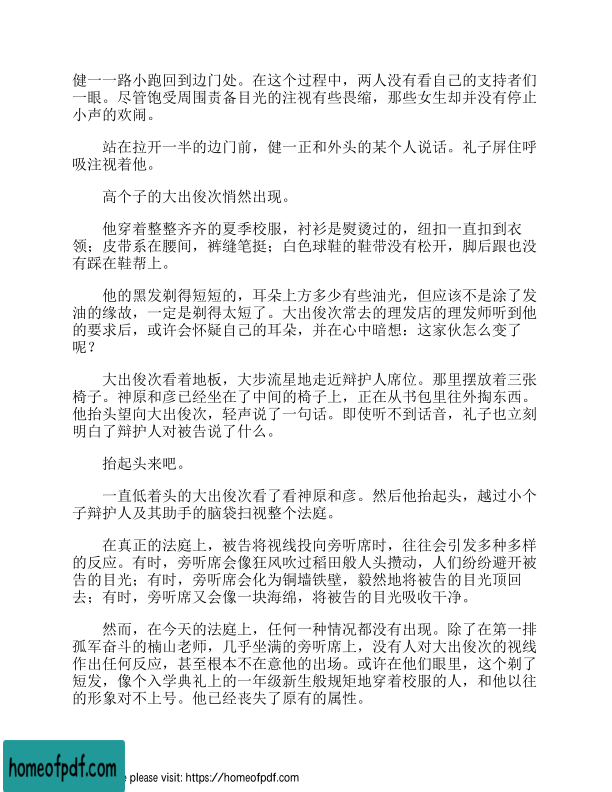 健一一路小跑回到边门处。在这个过程中，两人没有看自己的支持者们
一眼。尽管饱受周围责备目光的注视有些畏缩，那些女生却并没有停止
小声的欢闹。
站在拉开一半的边门前，健一正和外头的某个人说话。礼子屏住呼
吸注视着他。
高个子的大出俊次悄然出现。
他穿着整整齐齐的夏季校服，衬衫是熨烫过的，纽扣一直扣到衣
领；皮带系在腰间，裤缝笔挺；白色球鞋的鞋带没有松开，脚后跟也没
有踩在鞋帮上。
他的黑发剃得短短的，耳朵上方多少有些油光，但应该不是涂了发
油的缘故，一定是剃得太短了。大出俊次常去的理发店的理发师听到他
的要求后，或许会怀疑自己的耳朵，并在心中暗想：这家伙怎么变了
呢？
大出俊次看着地板，大步流星地走近辩护人席位。那里摆放着三张
椅子。神原和彦已经坐在了中间的椅子上，正在从书包里往外掏东西。
他抬头望向大出俊次，轻声说了一句话。即使听不到话音，礼子也立刻
明白了辩护人对被告说了什么。
抬起头来吧。
一直低着头的大出俊次看了看神原和彦。然后他抬起头，越过小个
子辩护人及其助手的脑袋扫视整个法庭。
在真正的法庭上，被告将视线投向旁听席时，往往会引发多种多样
的反应。有时，旁听席会像狂风吹过稻田般人头攒动，人们纷纷避开被
告的目光；有时，旁听席会化为铜墙铁壁，毅然地将被告的目光顶回
去；有时，旁听席又会像一块海绵，将被告的目光吸收干净。
然而，在今天的法庭上，任何一种情况都没有出现。除了在第一排
孤军奋斗的楠山老师，几乎坐满的旁听席上，没有人对大出俊次的视线
作出任何反应，甚至根本不在意他的出场。或许在他们眼里，这个剃了
短发，像个入学典礼上的一年级新生般规矩地穿着校服的人，和他以往
的形象对不上号。他已经丧失了原有的属性。
homeofpdf.com
e please visit: https://homeofpdf.com